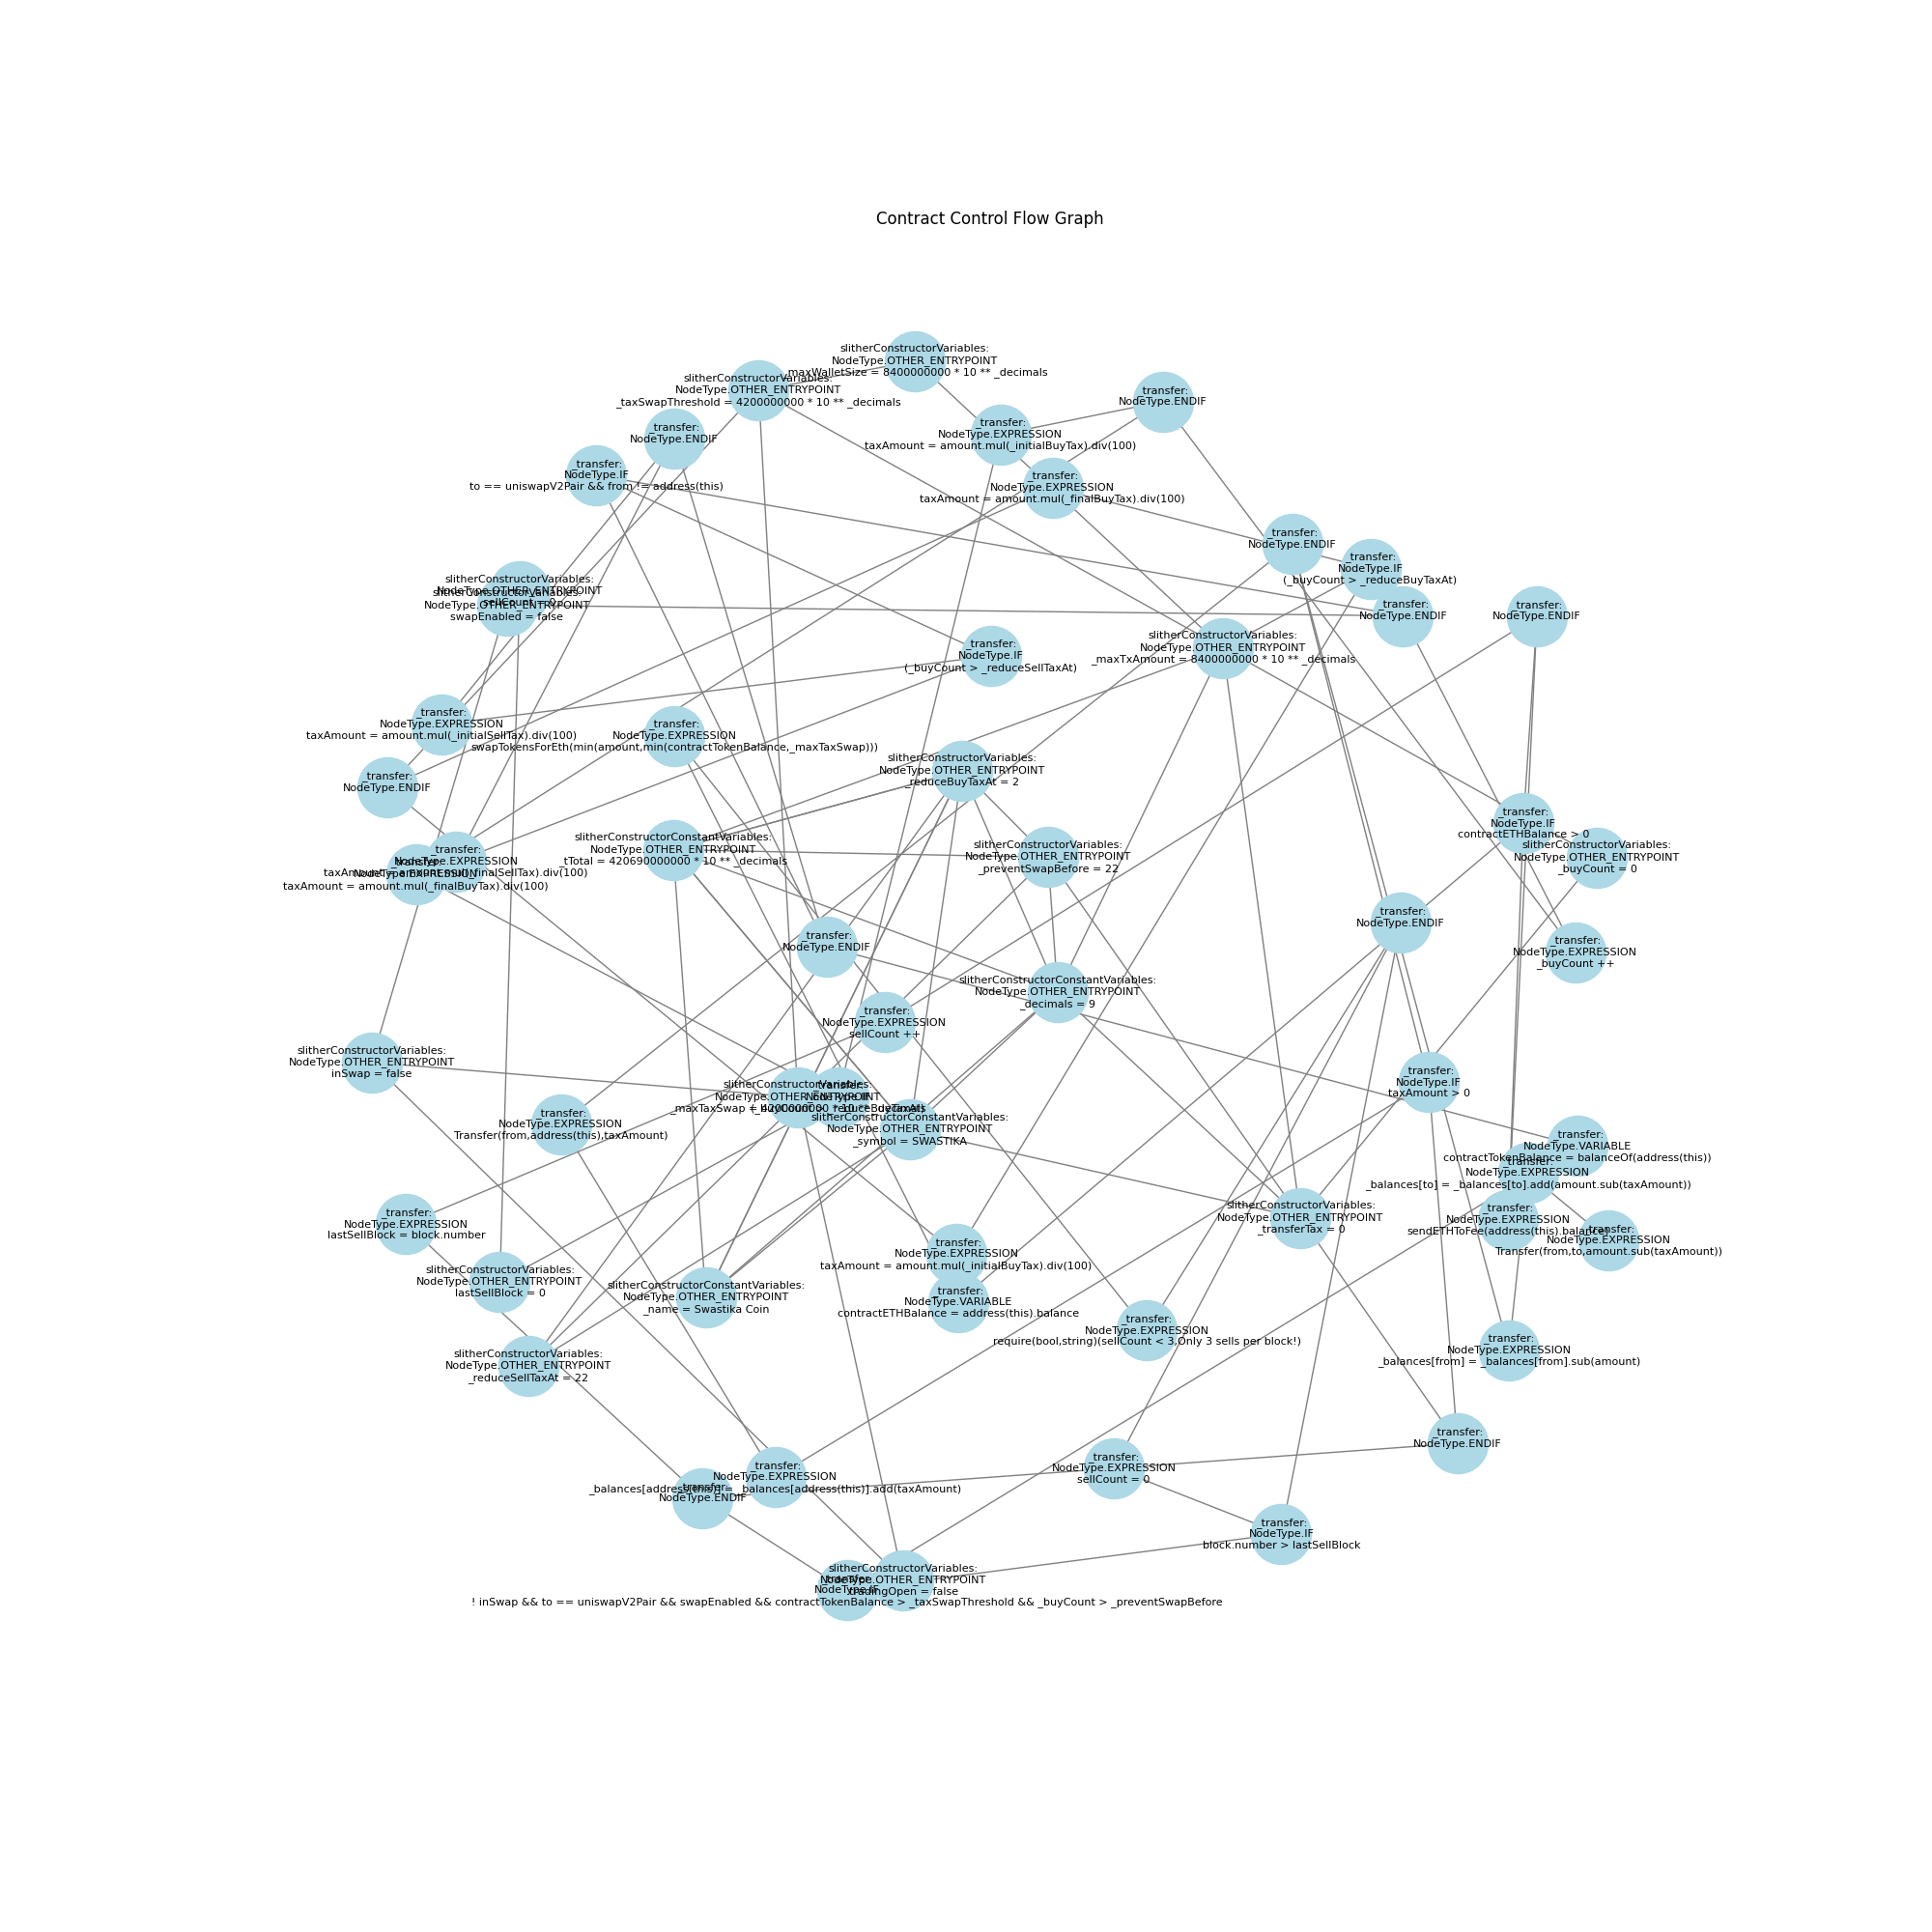 Contract Control Flow Graph
slitherConstructorVariables:
NodeType.OTHER_ENTRYPOINT
maxWalletSize = 8400000000 * 10 ** _decimals
slitherConstructorVariables:
NodeType.OTHER_ENTRYPOINT
_taxSwapThreshold = 4200000000 * 10 ** _decimals
_transfer:
NodeType.ENDIF
_transfer:
NodeType.EXPRESSION
taxAmount = amount.mul(_initialBuyTax).div(100)
_transfer:
NodeType.ENDIF
_transfer:
NodeType.IF
to == uniswapV2Pair && from != address(this)
_transfer:
NodeType.EXPRESSION
taxAmount = amount.mul(_finalBuyTax).div(100)
_transfer:
NodeType.ENDIF
_transfer:
NodeType.IF
(_buyCount > _reduceBuyTaxAt)
slitherConstructorVariables:
NodeType.OTHER_ENTRYPOINT
sellCount = 0
slitherConstructorVariables:
NodeType.OTHER_ENTRYPOINT
swapEnabled = false
_transfer:
NodeType.ENDIF
_transfer:
NodeType.ENDIF
slitherConstructorVariables:
NodeType.OTHER_ENTRYPOINT
_maxTxAmount = 8400000000 * 10 ** _decimals
_transfer:
NodeType.IF
(_buyCount > _reduceSellTaxAt)
_transfer:
NodeType.EXPRESSION
taxAmount = amount.mul(_initialSellTax).div(100)
_transfer:
NodeType.EXPRESSION
swapTokensForEth(min(amount,min(contractTokenBalance,_maxTaxSwap)))
slitherConstructorVariables:
NodeType.OTHER_ENTRYPOINT
_reduceBuyTaxAt = 2
_transfer:
NodeType.ENDIF
_transfer:
NodeType.IF
contractETHBalance > 0
slitherConstructorVariables:
NodeType.OTHER_ENTRYPOINT
_buyCount = 0
slitherConstructorConstantVariables:
NodeType.OTHER_ENTRYPOINT
_tTotal = 420690000000 * 10 ** _decimals
slitherConstructorVariables:
NodeType.OTHER_ENTRYPOINT
_preventSwapBefore = 22
_transfer:
NodeType.EXPRESSION
taxAmount = amount.mul(_finalSellTax).div(100)
_transfer:
NodeType.EXPRESSION
taxAmount = amount.mul(_finalBuyTax).div(100)
_transfer:
NodeType.ENDIF
_transfer:
NodeType.ENDIF
_transfer:
NodeType.EXPRESSION
_buyCount ++
slitherConstructorConstantVariables:
NodeType.OTHER_ENTRYPOINT
_decimals = 9
_transfer:
NodeType.EXPRESSION
sellCount ++
slitherConstructorVariables:
NodeType.OTHER_ENTRYPOINT
inSwap = false
_transfer:
NodeType.IF
taxAmount > 0
slitherConstructorVariables:
NodeType.OTHER_ENTRYPOINT
_maxTaxSwap = 4200000000 * 10 ** _decimals
_transfer:
NodeType.IF
(_buyCount > _reduceBuyTaxAt)
slitherConstructorConstantVariables:
NodeType.OTHER_ENTRYPOINT
_symbol = SWASTIKA
_transfer:
NodeType.EXPRESSION
Transfer(from,address(this),taxAmount)
_transfer:
NodeType.VARIABLE
contractTokenBalance = balanceOf(address(this))
_transfer:
NodeType.EXPRESSION
_balances[to] = _balances[to].add(amount.sub(taxAmount))
_transfer:
NodeType.EXPRESSION
sendETHToFee(address(this).balance)
_transfer:
NodeType.EXPRESSION
Transfer(from,to,amount.sub(taxAmount))
slitherConstructorVariables:
NodeType.OTHER_ENTRYPOINT
_transferTax = 0
_transfer:
NodeType.EXPRESSION
lastSellBlock = block.number
_transfer:
NodeType.EXPRESSION
taxAmount = amount.mul(_initialBuyTax).div(100)
slitherConstructorVariables:
NodeType.OTHER_ENTRYPOINT
lastSellBlock = 0
slitherConstructorConstantVariables:
NodeType.OTHER_ENTRYPOINT
_name = Swastika Coin
_transfer:
NodeType.VARIABLE
contractETHBalance = address(this).balance
_transfer:
NodeType.EXPRESSION
require(bool,string)(sellCount < 3,Only 3 sells per block!)
_transfer:
NodeType.EXPRESSION
_balances[from] = _balances[from].sub(amount)
slitherConstructorVariables:
NodeType.OTHER_ENTRYPOINT
_reduceSellTaxAt = 22
_transfer:
NodeType.ENDIF
_transfer:
NodeType.EXPRESSION
sellCount = 0
_transfer:
NodeType.EXPRESSION
_balances[address(this)] = _balances[address(this)].add(taxAmount)
_transfer:
NodeType.ENDIF
_transfer:
NodeType.IF
block.number > lastSellBlock
slitherConstructorVariables:
NodeType.OTHER_ENTRYPOINT
tradingOpen = false
_transfer:
NodeType.IF
! inSwap && to == uniswapV2Pair && swapEnabled && contractTokenBalance > _taxSwapThreshold && _buyCount > _preventSwapBefore